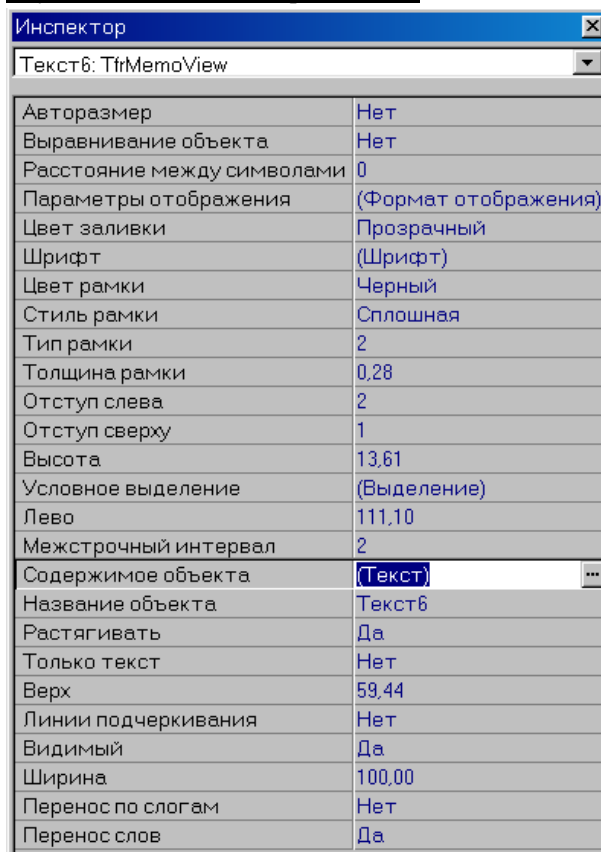 Инспектор
Текст6: TfrMemoView
Авторазмер Нет
Выравнивание объекта Нет
Расстояние между символами 0
Параметры отображения (Формат отображения)
Цвет заливки Прозрачный
Шрифт (Шрифт)
Цвет рамки Черный
Стиль рамки Сплошная
Тип рамки 2
Толщина рамки 0,28
Отступ слева 2
Отступ сверху 1
Высота 13,61
Условное выделение (Выделение)
Лево 111,10
Межстрочный интервал 2
Содержимое объекта (Текст) ...
Название объекта Текст6
Растягивать Да
Только текст Нет
Верх 59,44
Линии подчеркивания Нет
Видимый Да
Ширина 100,00
Перенос по слогам Нет
Перенос слов Да